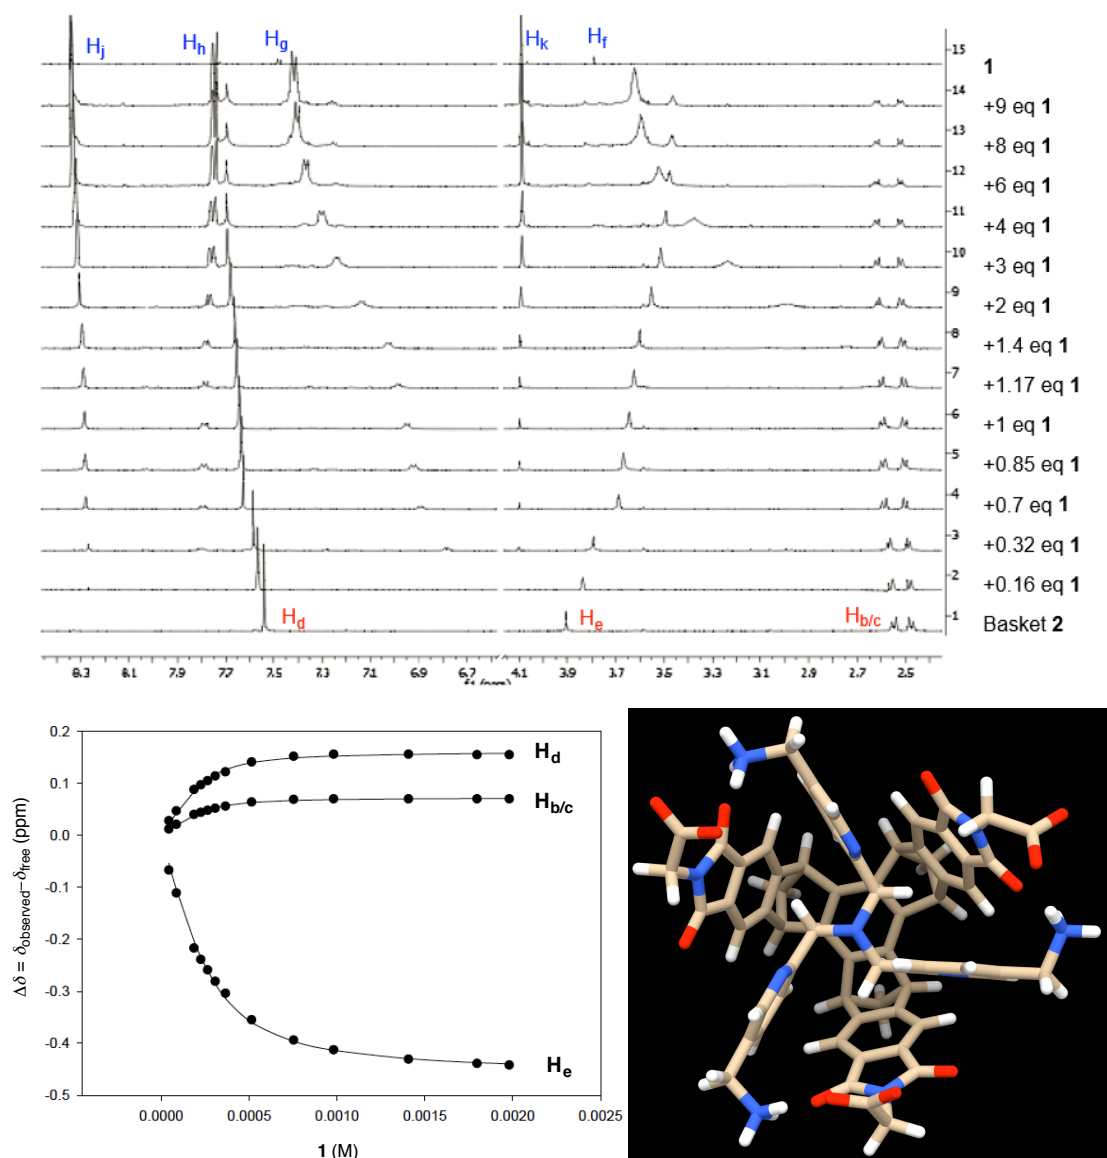 Hj Hh Hg Hk Hf
15 1
14 +9 eq 1
13 +8 eq 1
12 +6 eq 1
11 +4 eq 1
10 +3 eq 1
9 +2 eq 1
8 +1.4 eq 1
7 +1.17 eq 1
6 +1 eq 1
5 +0.85 eq 1
4 +0.7 eq 1
3 +0.32 eq 1
2 +0.16 eq 1
Hd He Hb/c 1 Basket 2
8.3 8.1 7.9 7.7 7.5 7.3 7.1 6.9 6.7 4.1 3.9 3.7 3.5 3.3 3.1 2.9 2.7 2.5
f1 (ppm)
0.2
0.1
0.0
-0.1
-0.2
-0.3
-0.4
-0.5
Δδ = δobserved–δfree (ppm)
Hd
Hb/c
He
0.0000 0.0005 0.0010 0.0015 0.0020 0.0025
1 (M)